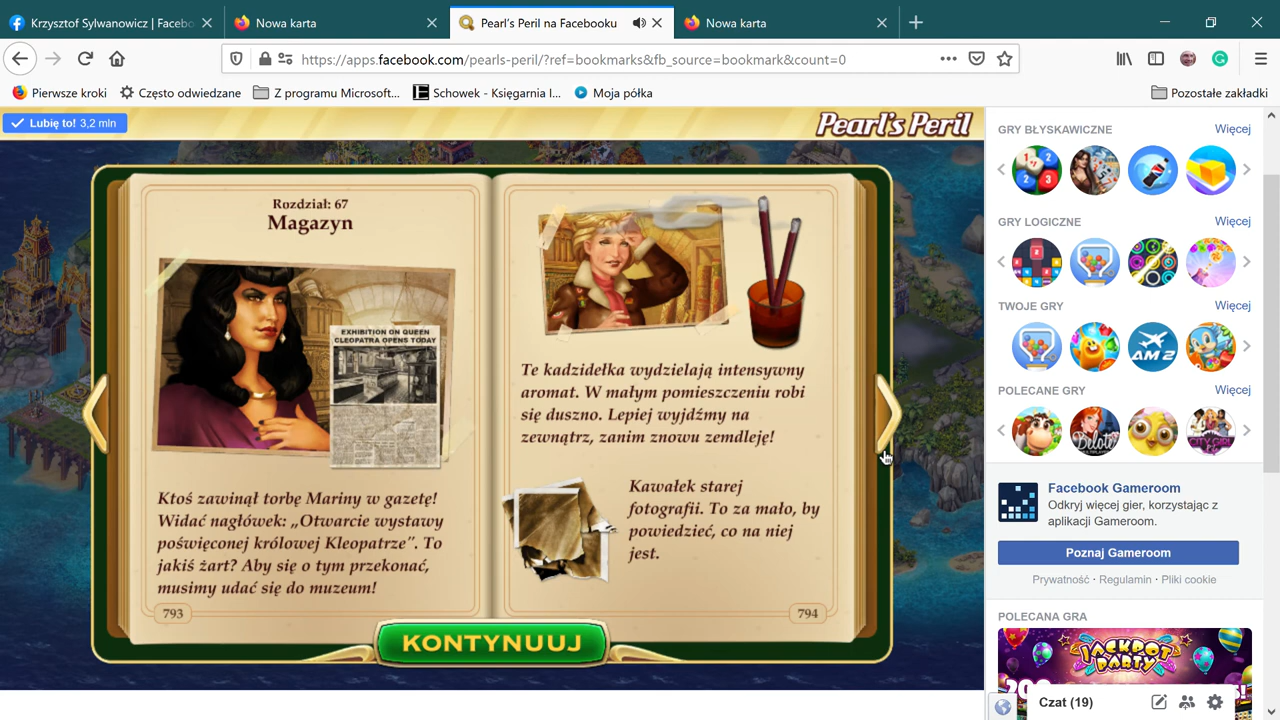 Krzysztof Sylwanowicz | Facebo
Nowa karta
Pearl's Peril na Facebooku
Nowa karta
https://apps.facebook.com/pearls-peril/?ref=bookmarks&fb_source=bookmark&count=0
Pierwsze kroki
Często odwiedzane
Z programu Microsoft...
Schowek - Księgarnia I...
Moja półka
Pozostałe zakładki
Lubię to! 3,2 mln
Pearl's Peril
Rozdział: 67
Magazyn
EXHIBITION ON QUEEN
CLEOPATRA OPENS TODAY
Ktoś zawinął torbę Mariny w gazetę!
Widać nagłówek: „Otwarcie wystawy
poświęconej królowej Kleopatrze”. To
jakiś żart? Aby się o tym przekonać,
musimy udać się do muzeum!
793
Te kadzidełka wydzielają intensywny
aromat. W małym pomieszczeniu robi
się duszno. Lepiej wyjdźmy na
zewnątrz, zanim znowu zemdleję!
Kawałek starej
fotografii. To za mało, by
powiedzieć, co na niej
jest.
794
KONTYNUUJ
GRY BŁYSKAWICZNE
Więcej
GRY LOGICZNE
Więcej
TWOJE GRY
Więcej
AM 2
POLECANE GRY
Więcej
Belote
CITY GIRL
Facebook Gameroom
Odkryj więcej gier, korzystając z
aplikacji Gameroom.
Poznaj Gameroom
Prywatność · Regulamin · Pliki cookie
POLECANA GRA
JACKPOT
PARTY
Czat (19)